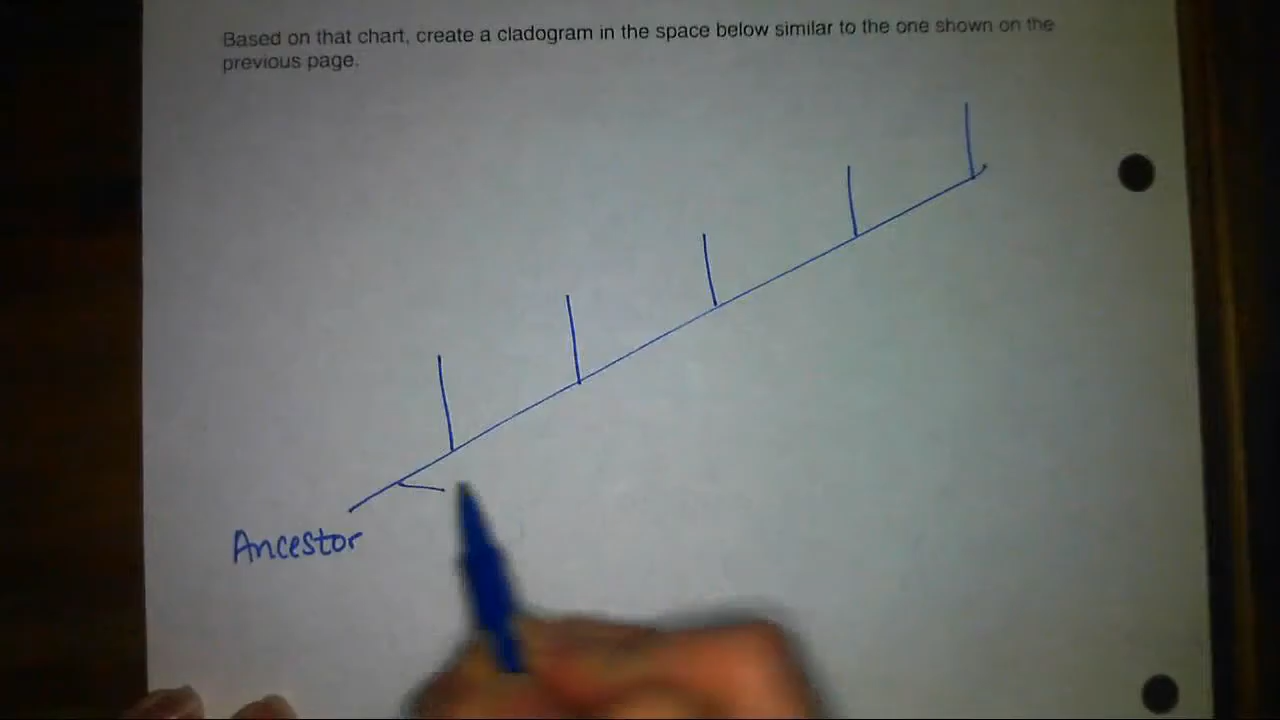 Based on that chart, create a cladogram in the space below similar to the one shown on the
previous page.
Ancestor